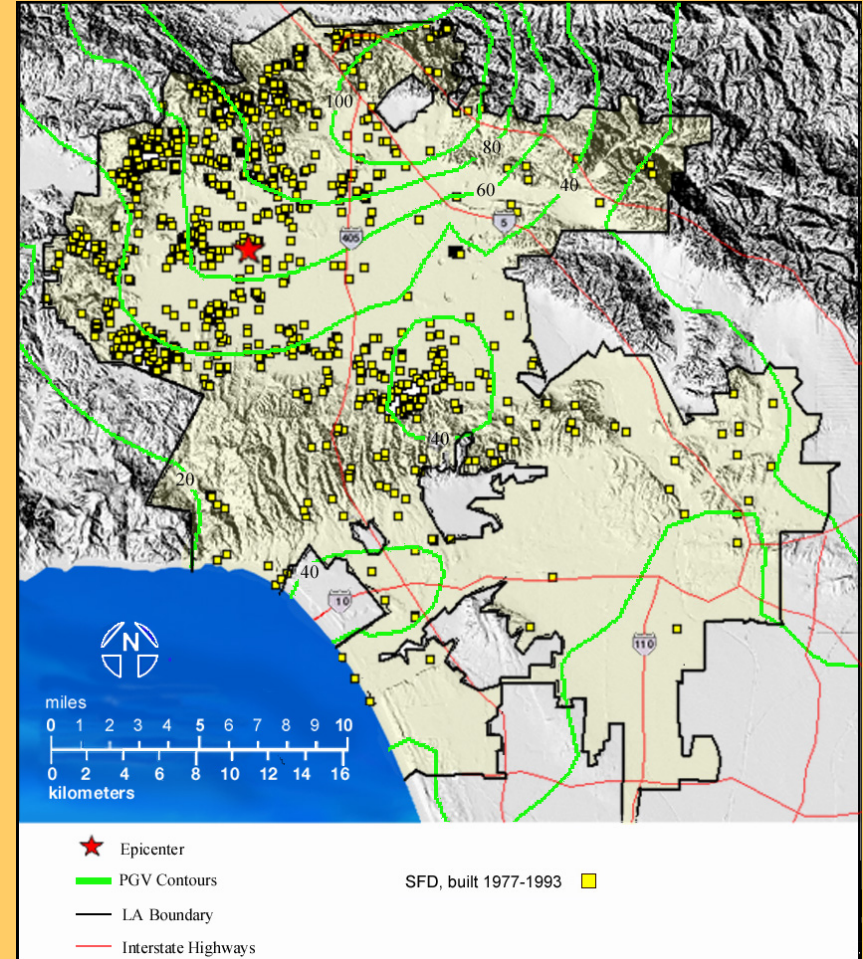 100
80
60
40
405
5
40
20
40
10
110
N
miles
0 1 2 3 4 5 6 7 8 9 10
0 2 4 6 8 10 12 14 16
kilometers
Epicenter
PGV Contours
SFD, built 1977-1993
LA Boundary
Interstate Highways